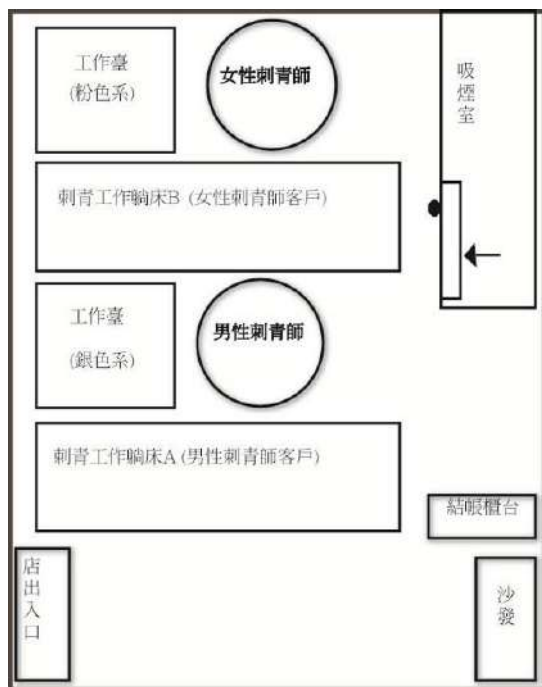 工作臺
(粉色系)
女性刺青師
吸煙室
刺青工作躺床B (女性刺青師客戶)
工作臺
(銀色系)
男性刺青師
刺青工作躺床A (男性刺青師客戶)
結帳櫃台
店出入口
沙發